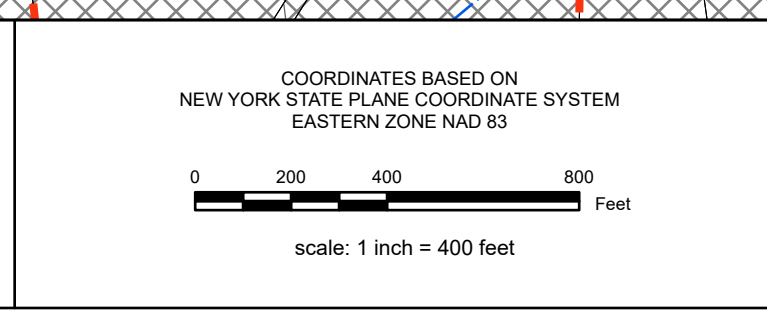 COORDINATES BASED ON
NEW YORK STATE PLANE COORDINATE SYSTEM
EASTERN ZONE NAD 83
0 200 400 800
Feet
scale: 1 inch = 400 feet